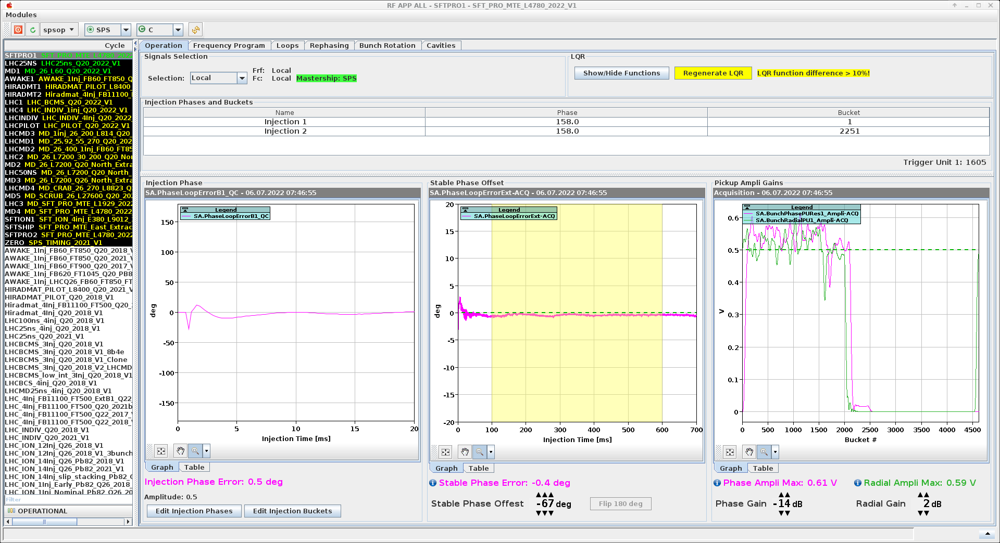 RF APP ALL - SFTPRO1 - SFT_PRO_MTE_L4780_2022_V1
Modules
spsop SPS C
Cycle
SFTPRO1 SFT_PRO_MTE_L4780_202
LHC25NS LHC25ns_Q20_2022_V1
MD1 MD_26_L60_Q20_2022_V1
AWAKE1 AWAKE_1Inj_FB60_FT850_Q
HIRADMT1 HIRADMAT_PILOT_L8400_
HIRADMT2 Hiradmat_4Inj_FB11100_
LHC1 LHC_BCMS_Q20_2022_V1
LHC4 LHC_INDIV_1inj_Q20_2022_V1
LHCINDIV LHC_INDIV_4Inj_Q20_2022_
LHCPILOT LHC_PILOT_Q20_2022_V1
LHCMD3 MD_1inj_26_200_L814_Q20_
LHCMD1 MD_25.92_55_270_Q20_202
LHCMD2 MD_26_400_1Inj_FB60_FT85
LHC2 MD_26_L7200_30_200_Q20_Nor
MD2 MD_26_L7200_Q20_North_Extra
LHC50NS MD_26_L7200_Q20_North_
MD3 MD_26_L7200_Q26_North_Extra
LHCMD4 MD_CRAB_26_270_L8823_Q
MD5 MD_SCRUB_26_L27600_Q20_20
LHC3 MD_SFT_PRO_MTE_L1929_2022
MD4 MD_SFT_PRO_MTE_L4780_2022
SFTION1 SFT_ION_4inj_E380_L9012_
SFTSHIP SFT_PRO_MTE_East_Extrac
SFTPRO2 SFT_PRO_MTE_L4780_2022
ZERO SPS_TIMING_2021_V1
AWAKE_1Inj_FB60_FT850_Q20_2018_V
AWAKE_1Inj_FB60_FT850_Q20_2021_V
AWAKE_1Inj_FB60_FT900_Q20_2017_V
AWAKE_1Inj_FB620_FT1045_Q20_PB8
AWAKE_1Inj_LHCQ26_FB60_FT850_FT
HIRADMAT_PILOT_L8400_Q20_2021_V
HIRADMAT_PILOT_Q20_2018_V1
Hiradmat_4Inj_FB11100_FT500_Q20_
Hiradmat_4Inj_Q20_2018_V1
LHC100ns_4inj_Q20_2018_V1
LHC25ns_4inj_Q20_2018_V1
LHC25ns_Q20_2021_V1
LHCBCMS_3Inj_Q20_2018_V1
LHCBCMS_3Inj_Q20_2018_V1_8b4e
LHCBCMS_3Inj_Q20_2018_V1_Clone
LHCBCMS_3Inj_Q20_2018_V2_LHCMD
LHCBCMS_low_int_3Inj_Q20_2018_V1
LHCBCS_4inj_Q20_2018_V1
LHCMD25ns_4inj_Q20_2018_V1
LHC_4Inj_FB11100_FT500_ExtB1_Q22
LHC_4Inj_FB11100_FT500_Q20_2021b
LHC_4Inj_FB11100_FT500_Q22_2017_
LHC_4Inj_FB11100_FT500_Q22_2018_
LHC_INDIV_Q20_2018_V1
LHC_INDIV_Q20_2021_V1
LHC_ION_12Inj_Q26_2018_V1
LHC_ION_12Inj_Q26_2018_V1_3bunch
LHC_ION_14Inj_Q26_Pb82_2018_V1
LHC_ION_14Inj_Q26_Pb82_2021_V1
LHC_ION_14Inj_slip_stacking_Pb82_Q
LHC_ION_1Inj_Early_Pb82_Q26_2018_
LHC_ION_1Inj_Nominal_Pb82_Q26_20
Filter
OPERATIONAL
Operation Frequency Program Loops Rephasing Bunch Rotation Cavities
Signals Selection
Selection: Local
Frf: Local
Fc: Local Mastership: SPS
LQR
Show/Hide Functions Regenerate LQR LQR function difference > 10%!
Injection Phases and Buckets
Name Phase Bucket
Injection 1 158.0 1
Injection 2 158.0 2251
Trigger Unit 1: 1605
Injection Phase
SA.PhaseLoopErrorB1_QC - 06.07.2022 07:46:55
Legend
SA.PhaseLoopErrorB1_QC
150
100
50
0
-50
-100
-150
deg
0 5 10 15 20
Injection Time [ms]
Graph Table
Injection Phase Error: 0.5 deg
Amplitude: 0.5
Edit Injection Phases Edit Injection Buckets
Stable Phase Offset
SA.PhaseLoopErrorExt-ACQ - 06.07.2022 07:46:55
Legend
SA.PhaseLoopErrorExt-ACQ
20
15
10
5
0
-5
-10
-15
-20
deg
0 100 200 300 400 500 600 700
Injection Time [ms]
Graph Table
Stable Phase Error: -0.4 deg
Stable Phase Offest -67 deg Flip 180 deg
Pickup Ampli Gains
Acquisition - 06.07.2022 07:46:55
Legend
SA.BunchPhasePURes1_Ampli-ACQ
SA.BunchRadialPU1_Ampli-ACQ
0.6
0.5
0.4
0.3
0.2
0.1
0
V
0 500 1000 1500 2000 2500 3000 3500 4000 4500
Bucket #
Graph Table
Phase Ampli Max: 0.61 V Radial Ampli Max: 0.59 V
Phase Gain -14 dB Radial Gain 2 dB